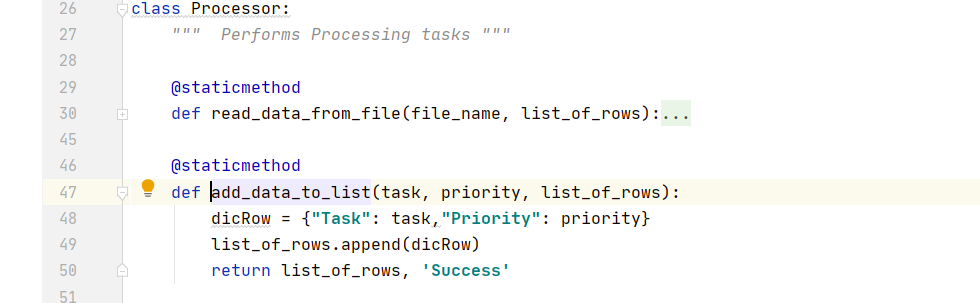 26 class Processor:
27     """  Performs Processing tasks """
28
29     @staticmethod
30     def read_data_from_file(file_name, list_of_rows):...
45
46     @staticmethod
47     def add_data_to_list(task, priority, list_of_rows):
48         dicRow = {"Task": task,"Priority": priority}
49         list_of_rows.append(dicRow)
50         return list_of_rows, 'Success'
51